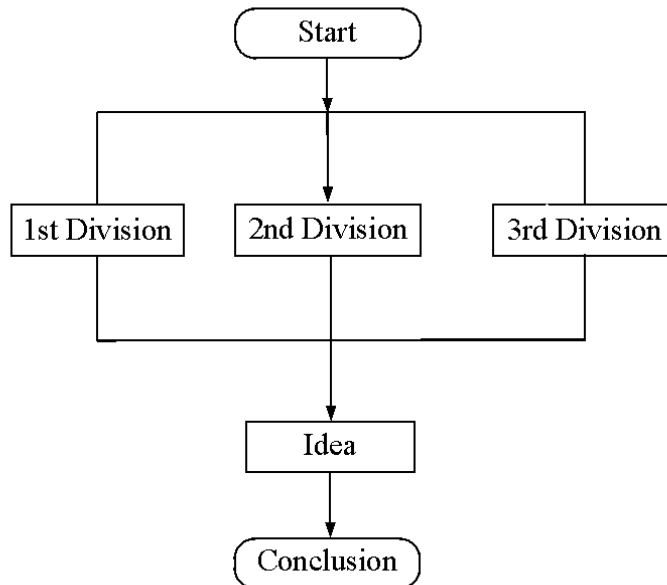 Start
1st Division
2nd Division
3rd Division
Idea
Conclusion